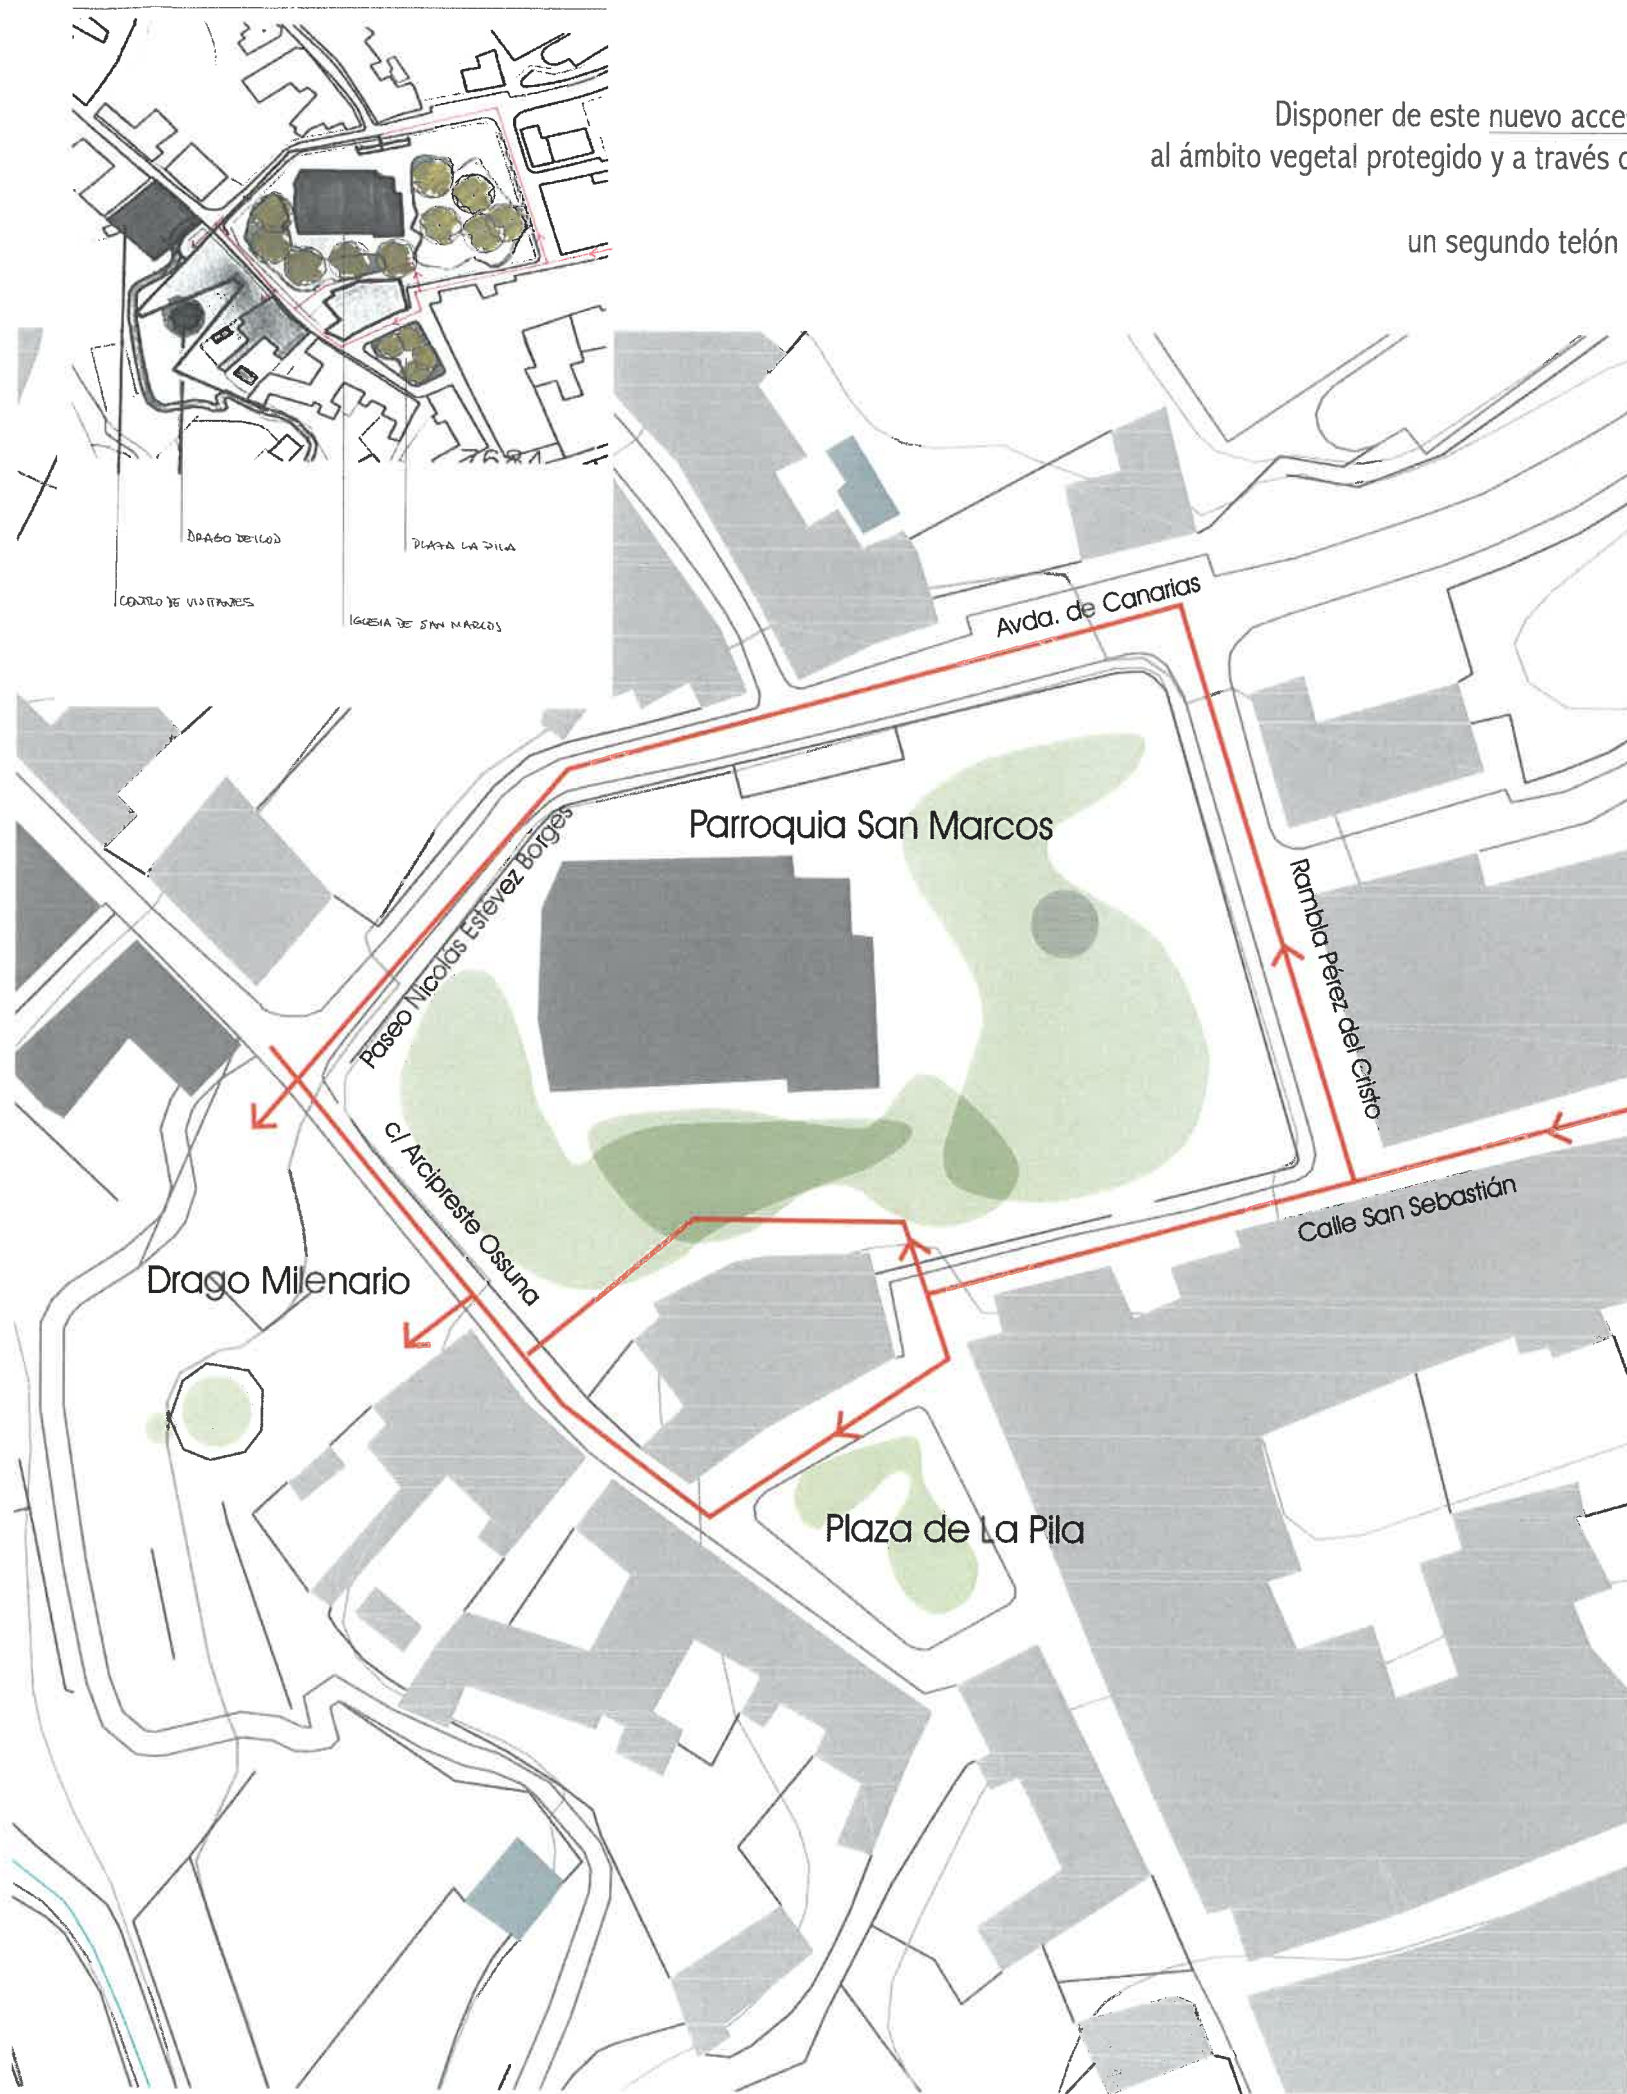 Disponer de este nuevo acce
al ámbito vegetal protegido y a través
un segundo telón
DRAGO DE ICOD
PLAZA LA PILA
CENTRO DE VISITANTES
IGLESIA DE SAN MARCOS
Avda. de Canarias
Parroquia San Marcos
Paseo Nicolás Estévez Borges
Rambla Pérez del Cristo
c/ Arcipreste Ossuna
Calle San Sebastián
Drago Milenario
Plaza de La Pila